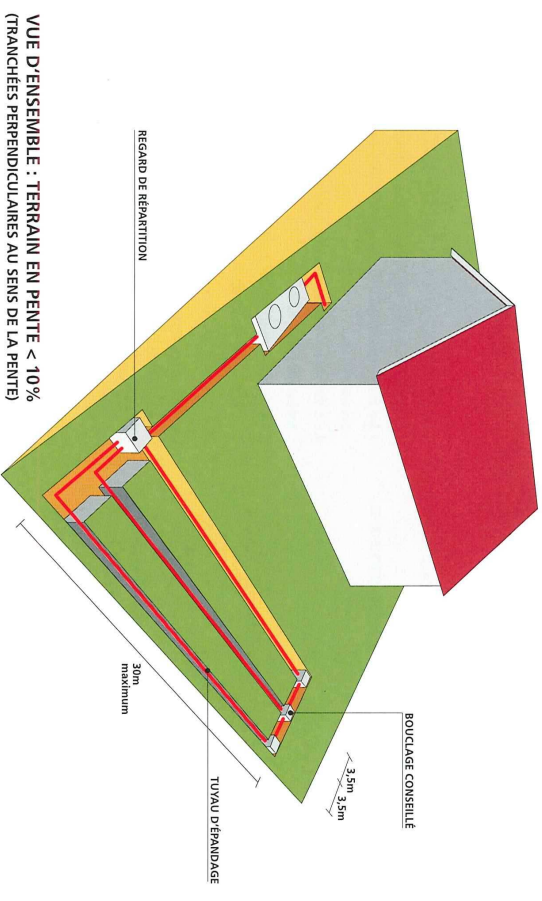 VUE D'ENSEMBLE : TERRAIN EN PENTE < 10%
(TRANCHÉES PERPENDICULAIRES AU SENS DE LA PENTE)
REGARD DE RÉPARTITION
BOUCLAGE CONSEILLÉ
3,5m
3,5m
30m
maximum
TUYAU D'ÉPANDAGE